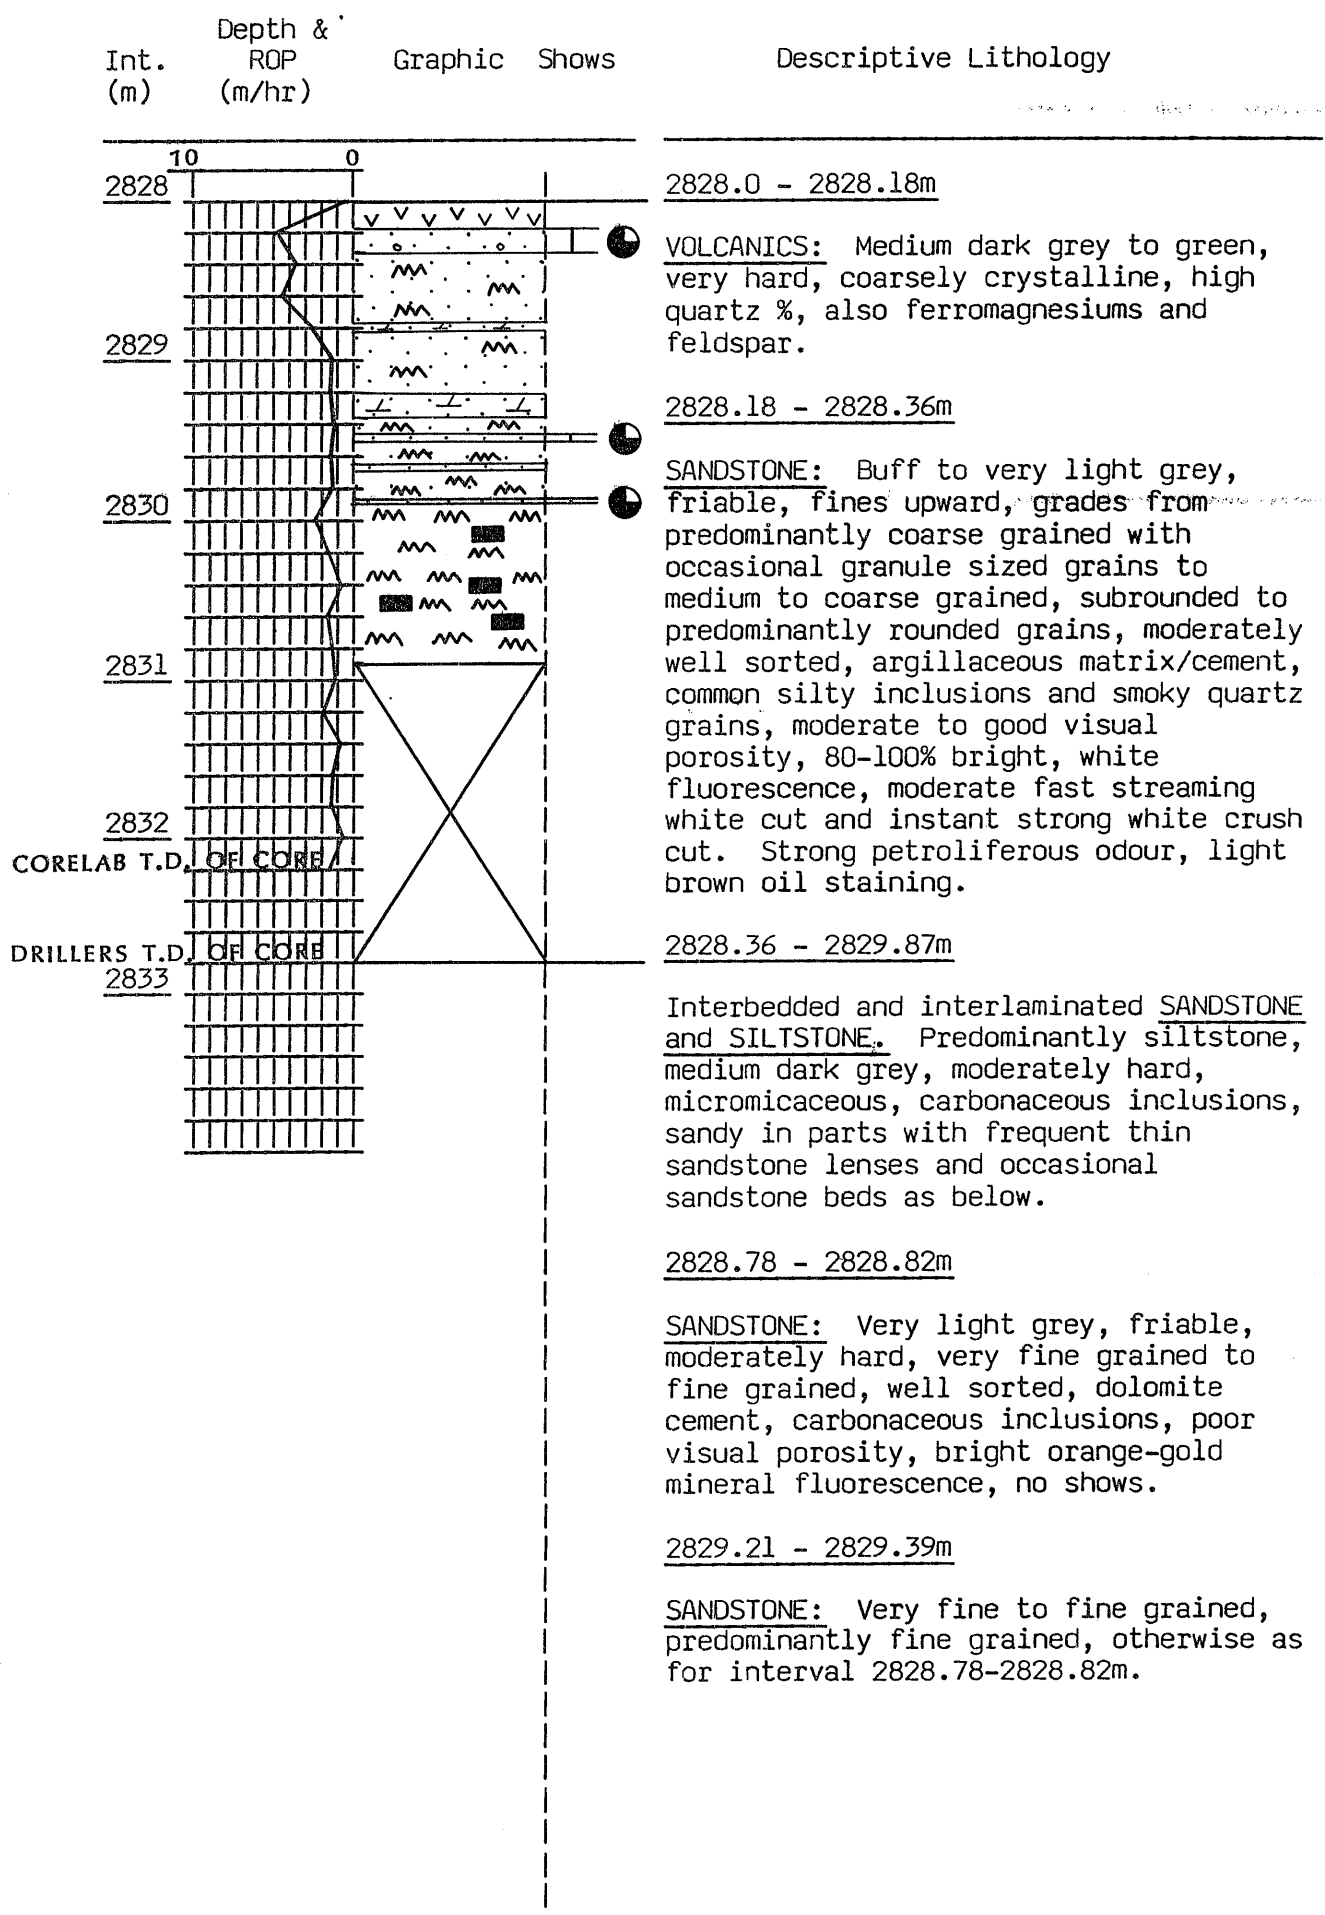 Depth &
Int. ROP Graphic Shows Descriptive Lithology
(m) (m/hr)
10 0
2828
2829
2830
2831
2832
CORELAB T.D. OF CORE
DRILLERS T.D. OF CORE
2833
2828.0 - 2828.18m
VOLCANICS: Medium dark grey to green,
very hard, coarsely crystalline, high
quartz %, also ferromagnesiums and
feldspar.
2828.18 - 2828.36m
SANDSTONE: Buff to very light grey,
friable, fines upward, grades from
predominantly coarse grained with
occasional granule sized grains to
medium to coarse grained, subrounded to
predominantly rounded grains, moderately
well sorted, argillaceous matrix/cement,
common silty inclusions and smoky quartz
grains, moderate to good visual
porosity, 80-100% bright, white
fluorescence, moderate fast streaming
white cut and instant strong white crush
cut. Strong petroliferous odour, light
brown oil staining.
2828.36 - 2829.87m
Interbedded and interlaminated SANDSTONE
and SILTSTONE. Predominantly siltstone,
medium dark grey, moderately hard,
micromicaceous, carbonaceous inclusions,
sandy in parts with frequent thin
sandstone lenses and occasional
sandstone beds as below.
2828.78 - 2828.82m
SANDSTONE: Very light grey, friable,
moderately hard, very fine grained to
fine grained, well sorted, dolomite
cement, carbonaceous inclusions, poor
visual porosity, bright orange-gold
mineral fluorescence, no shows.
2829.21 - 2829.39m
SANDSTONE: Very fine to fine grained,
predominantly fine grained, otherwise as
for interval 2828.78-2828.82m.